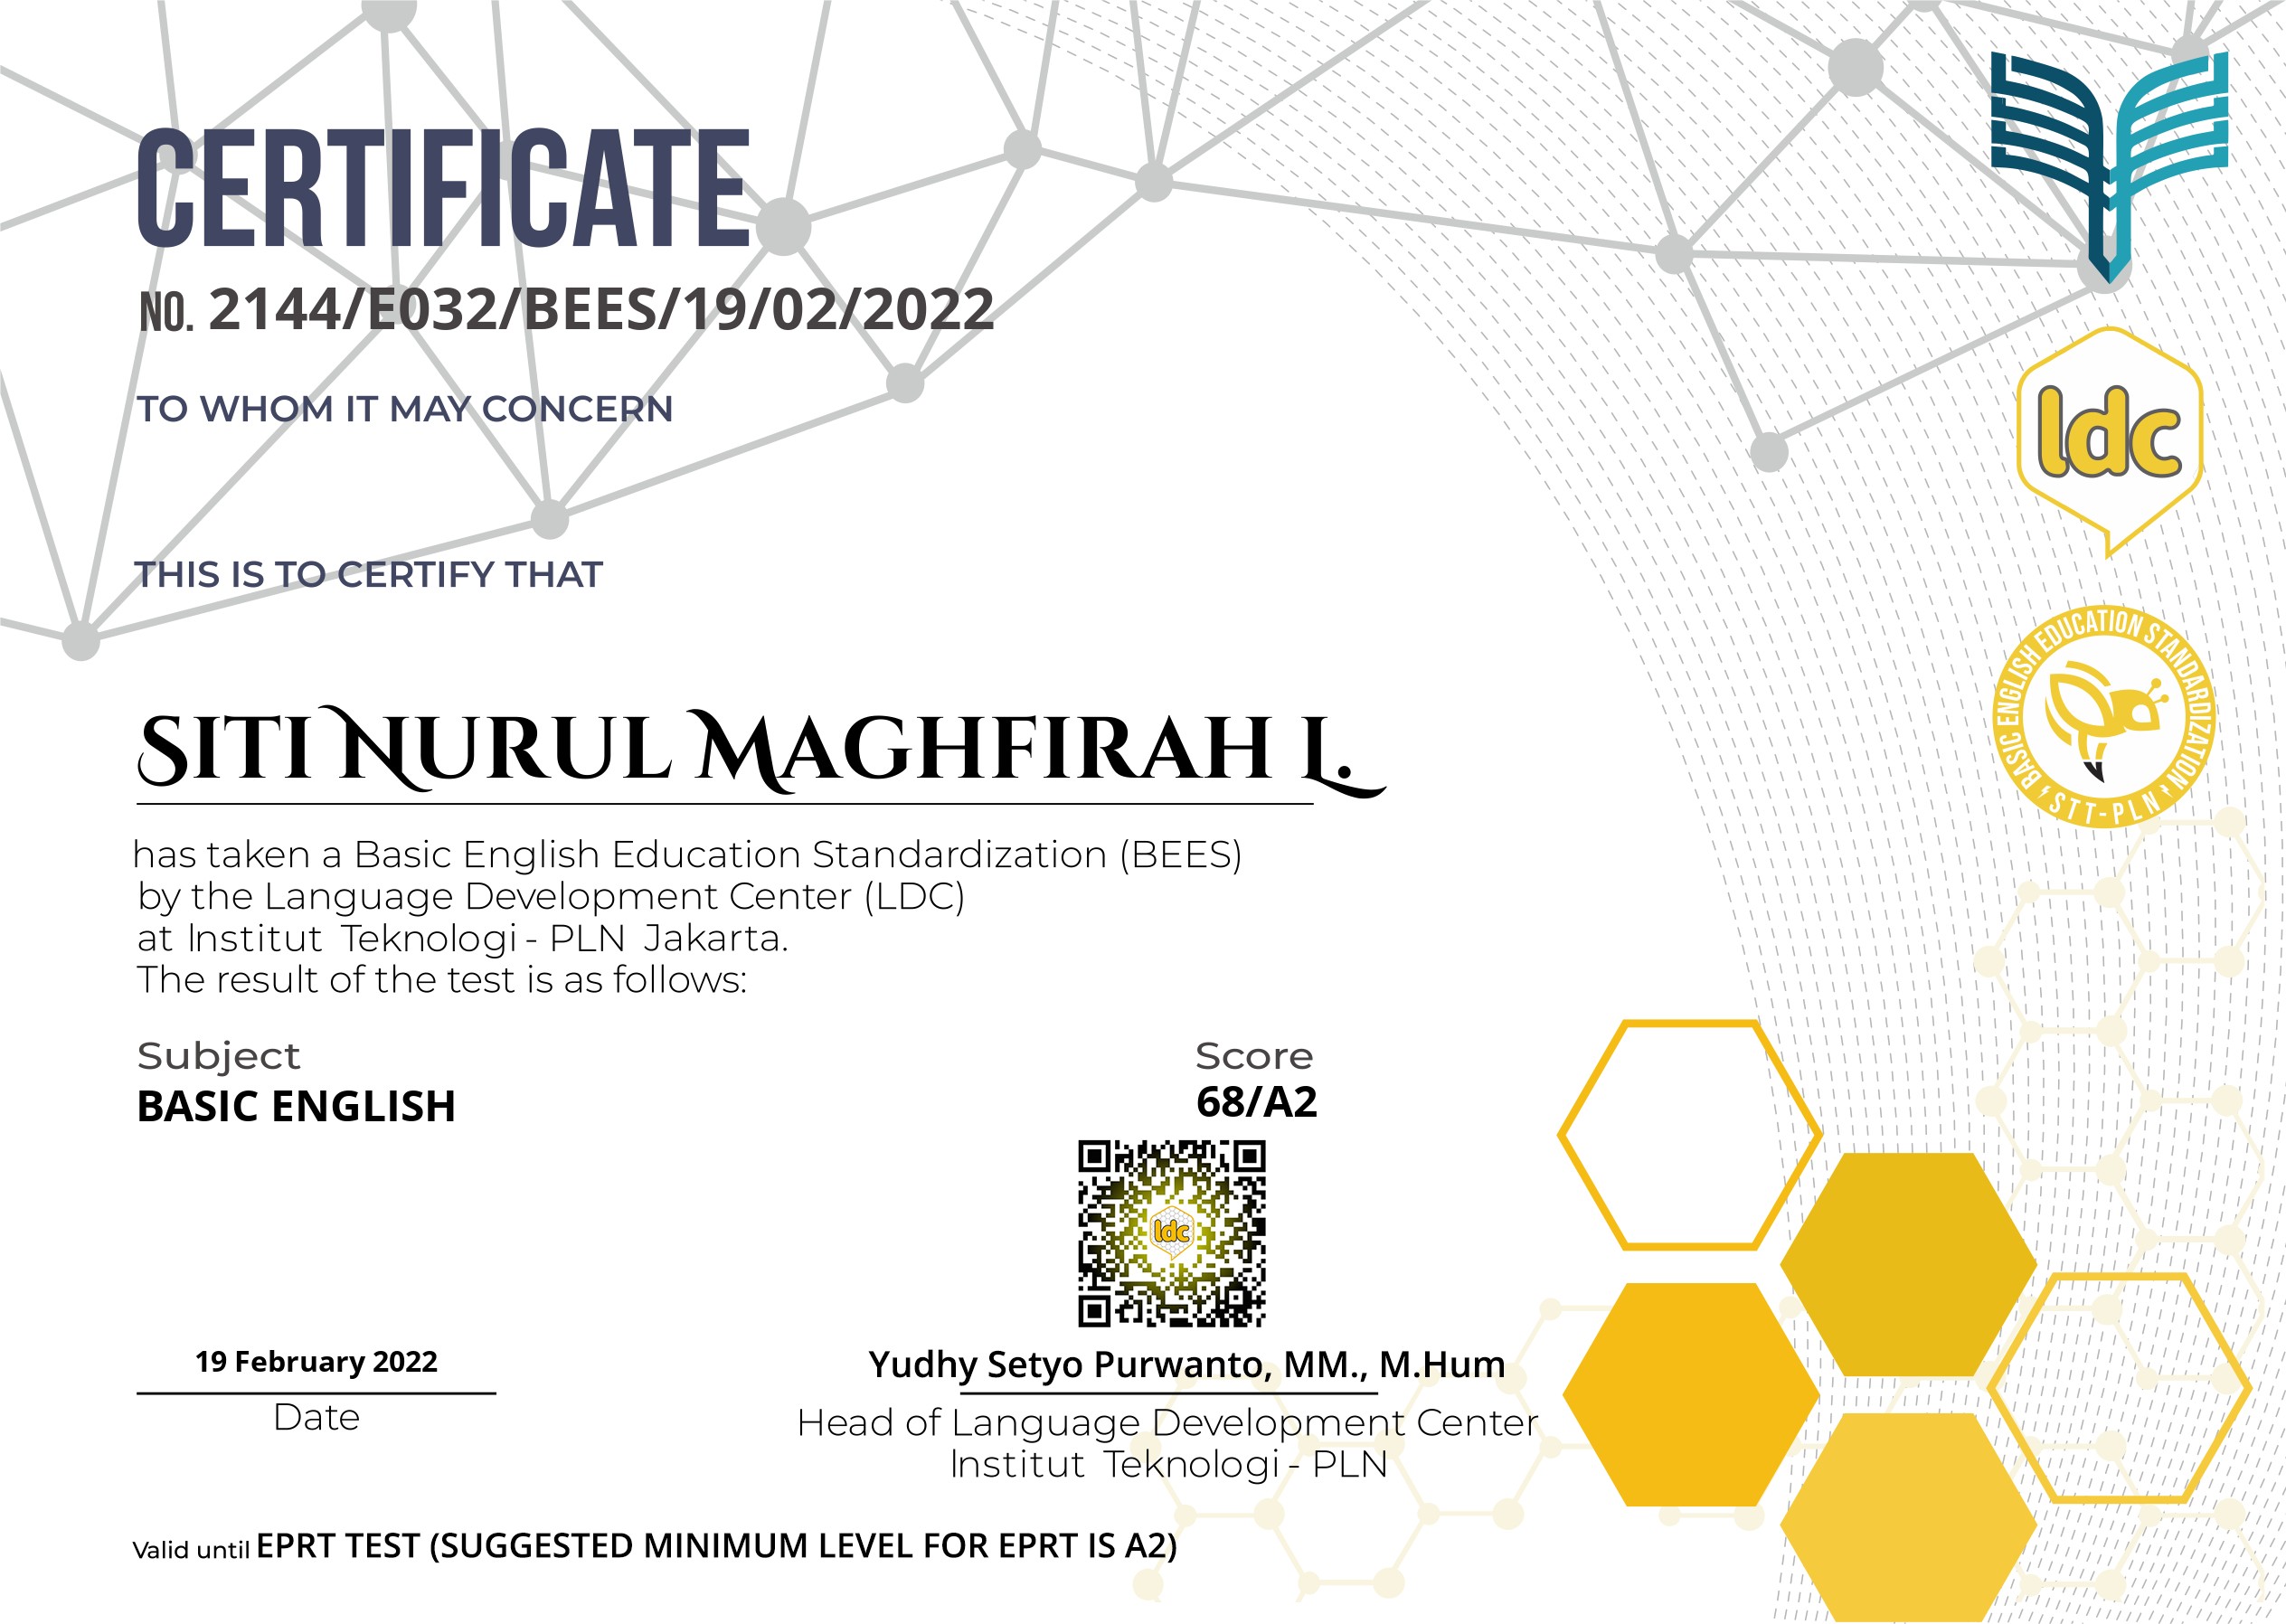 CERTIFICATE
NO. 2144/E032/BEES/19/02/2022
TO WHOM IT MAY CONCERN
THIS IS TO CERTIFY THAT
SITI NURUL MAGHFIRAH L.
has taken a Basic English Education Standardization (BEES)
by the Language Development Center (LDC)
at Institut Teknologi - PLN Jakarta.
The result of the test is as follows:
Subject
BASIC ENGLISH
Score
68/A2
ldc
19 February 2022
Date
Yudhy Setyo Purwanto, MM., M.Hum
Head of Language Development Center
Institut Teknologi - PLN
Valid until EPRT TEST (SUGGESTED MINIMUM LEVEL FOR EPRT IS A2)
ldc
BASIC ENGLISH EDUCATION STANDARDIZATION
STT-PLN